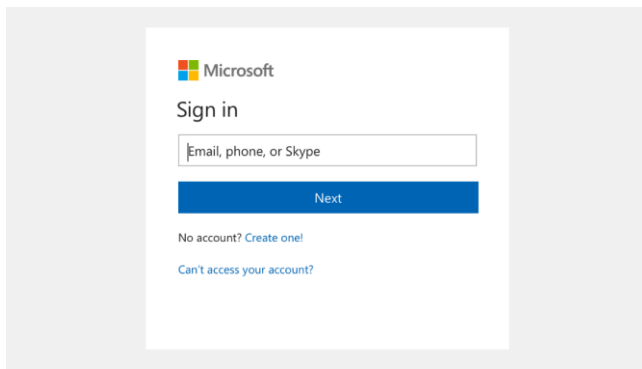 Microsoft
Sign in
Email, phone, or Skype
Next
No account? Create one!
Can't access your account?